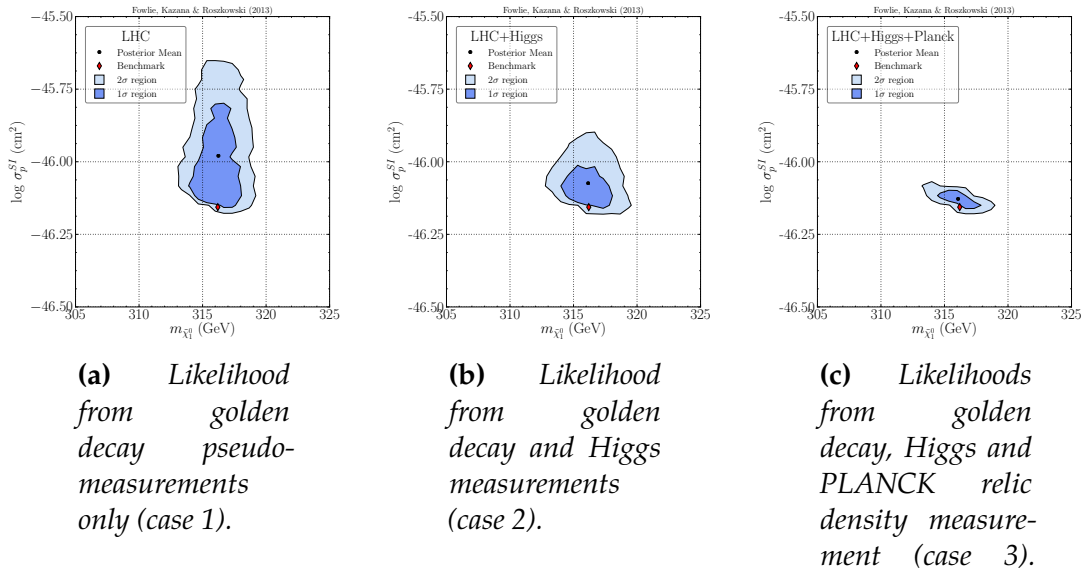 Fowlie, Kazana & Roszkowski (2013)
LHC
Posterior Mean
Benchmark
2σ region
1σ region
−45.50
−45.75
−46.00
−46.25
−46.50
log σ_p^{SI} (cm²)
305 310 315 320 325
m_{χ̃₁⁰} (GeV)
Fowlie, Kazana & Roszkowski (2013)
LHC+Higgs
Posterior Mean
Benchmark
2σ region
1σ region
-45.50
-45.75
-46.00
-46.25
-46.50
log σ_p^{SI} (cm²)
305 310 315 320 325
m_{χ̃₁⁰} (GeV)
Fowlie, Kazana & Roszkowski (2013)
LHC+Higgs+Planck
Posterior Mean
Benchmark
2σ region
1σ region
-45.50
-45.75
-46.00
-46.25
-46.50
log σ_p^{SI} (cm²)
305 310 315 320 325
m_{χ̃₁⁰} (GeV)
(a) Likelihood
from golden
decay pseudo-
measurements
only (case 1).
(b) Likelihood
from golden
decay and Higgs
measurements
(case 2).
(c) Likelihoods
from golden
decay, Higgs and
PLANCK relic
density measure-
ment (case 3).